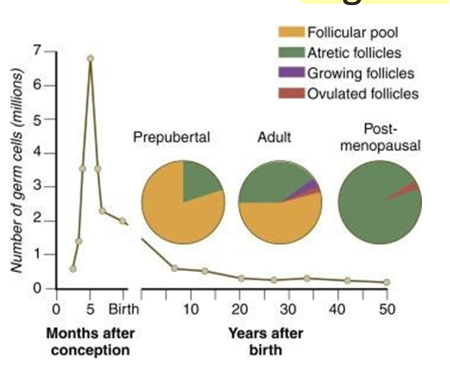 Follicular pool
Atretic follicles
Growing follicles
Ovulated follicles
Number of germ cells (millions)
7
6
5
4
3
2
1
0
Prepubertal
Adult
Post-
menopausal
0 5 Birth 10 20 30 40 50
Months after
conception
Years after
birth